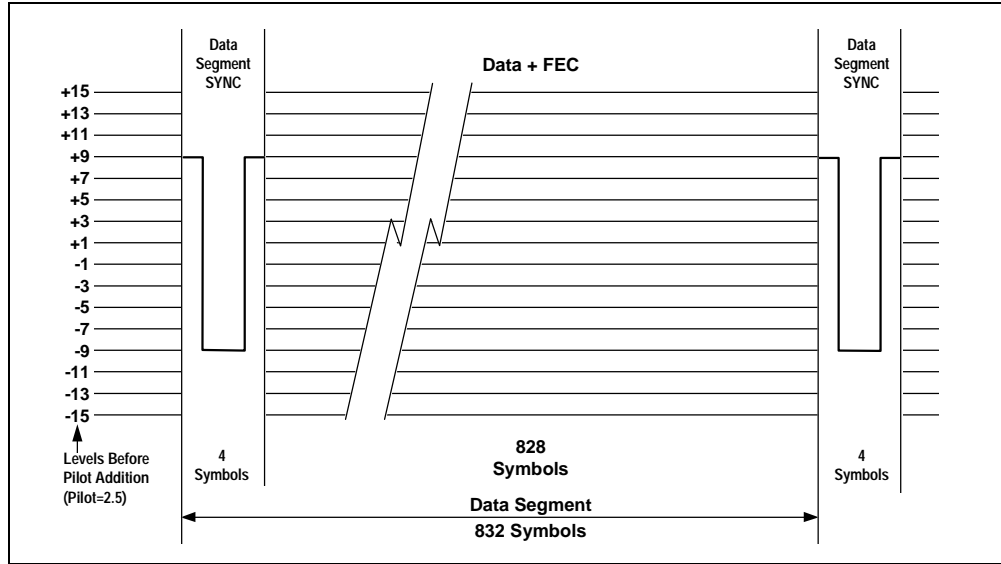 Data
Segment
SYNC
Data + FEC
Data
Segment
SYNC
+15
+13
+11
+9
+7
+5
+3
+1
-1
-3
-5
-7
-9
-11
-13
-15
Levels Before
Pilot Addition
(Pilot=2.5)
4
Symbols
828
Symbols
4
Symbols
Data Segment
832 Symbols